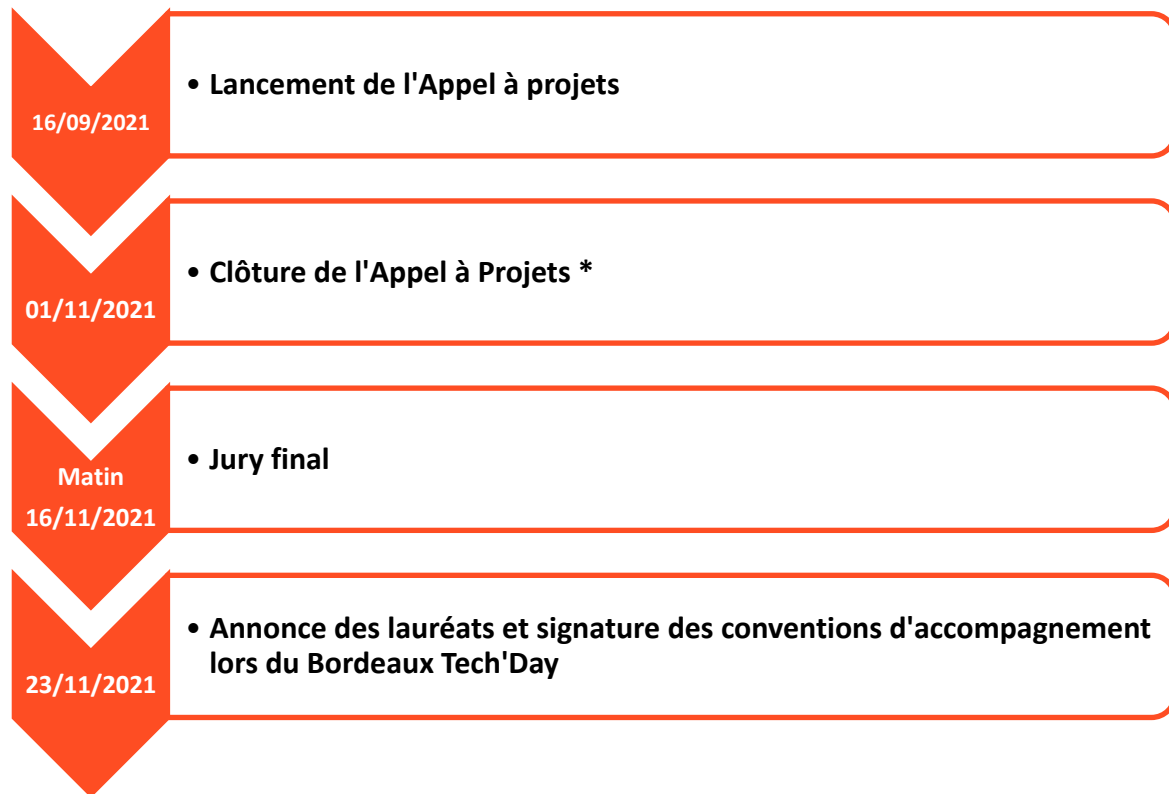 16/09/2021
• Lancement de l'Appel à projets
01/11/2021
• Clôture de l'Appel à Projets *
Matin
16/11/2021
• Jury final
23/11/2021
• Annonce des lauréats et signature des conventions d'accompagnement
lors du Bordeaux Tech'Day